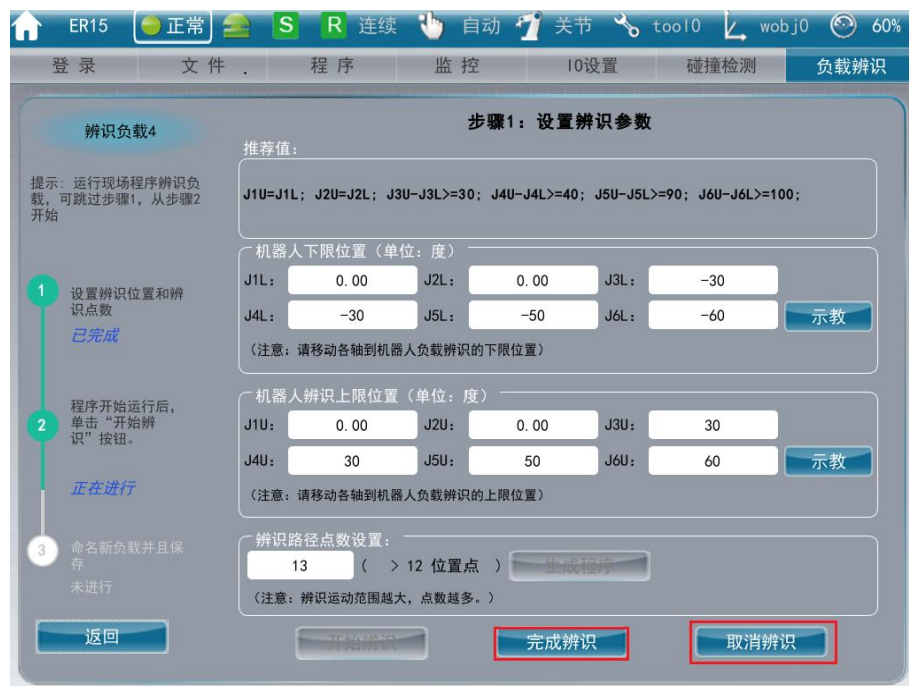 ER15 正常 S R 连续 自动 关节 tool0 wobj0 60%
登录 文件 . 程序 监控 IO设置 碰撞检测 负载辨识
辨识负载4
提示：运行现场程序辨识负
载，可跳过步骤1，从步骤2
开始
1 设置辨识位置和辨
识点数
已完成
2 程序开始运行后，
单击“开始辨
识”按钮。
正在进行
3 命名新负载并且保
存
未进行
返回
步骤1：设置辨识参数
推荐值：
J1U=J1L；J2U=J2L；J3U-J3L>=30；J4U-J4L>=40；J5U-J5L>=90；J6U-J6L>=100；
机器人下限位置（单位：度）
J1L： 0.00 J2L： 0.00 J3L： -30
J4L： -30 J5L： -50 J6L： -60 示教
（注意：请移动各轴到机器人负载辨识的下限位置）
机器人辨识上限位置（单位：度）
J1U： 0.00 J2U： 0.00 J3U： 30
J4U： 30 J5U： 50 J6U： 60 示教
（注意：请移动各轴到机器人负载辨识的上限位置）
辨识路径点数设置：
13 （ > 12 位置点 ） 生成程序
（注意：辨识运动范围越大，点数越多。）
开始辨识 完成辨识 取消辨识